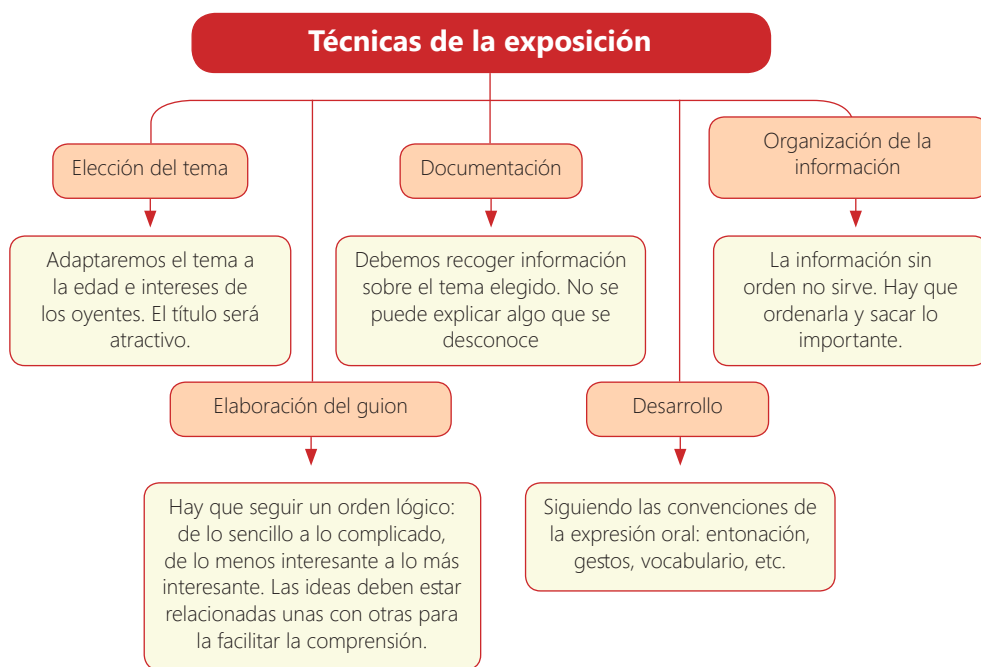 Técnicas de la exposición
Elección del tema
Adaptaremos el tema a
la edad e intereses de
los oyentes. El título será
atractivo.
Documentación
Debemos recoger información
sobre el tema elegido. No se
puede explicar algo que se
desconoce
Organización de la
información
La información sin
orden no sirve. Hay que
ordenarla y sacar lo
importante.
Elaboración del guion
Hay que seguir un orden lógico:
de lo sencillo a lo complicado,
de lo menos interesante a lo más
interesante. Las ideas deben estar
relacionadas unas con otras para
la facilitar la comprensión.
Desarrollo
Siguiendo las convenciones de
la expresión oral: entonación,
gestos, vocabulario, etc.